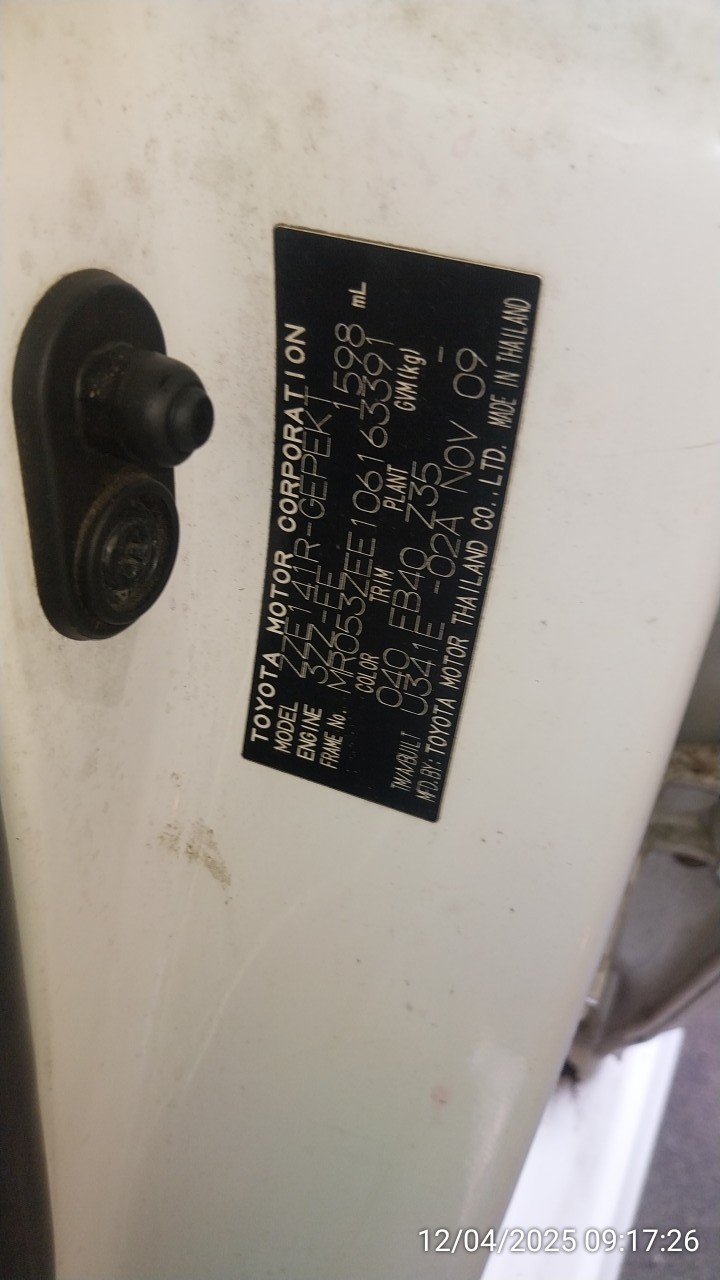 TOYOTA MOTOR CORPORATION
MODEL ZZE141R-GEPEKT
ENGINE 3ZZ-FE 1598 mL
FRAME No. MR053ZEE106163391
COLOR TRIM PLANT GVM(kg)
040 FB40 Z35 -
TM/A/BUILT U341E -02A NOV 09
MFD.BY: TOYOTA MOTOR THAILAND CO.,LTD. MADE IN THAILAND
12/04/2025 09:17:26